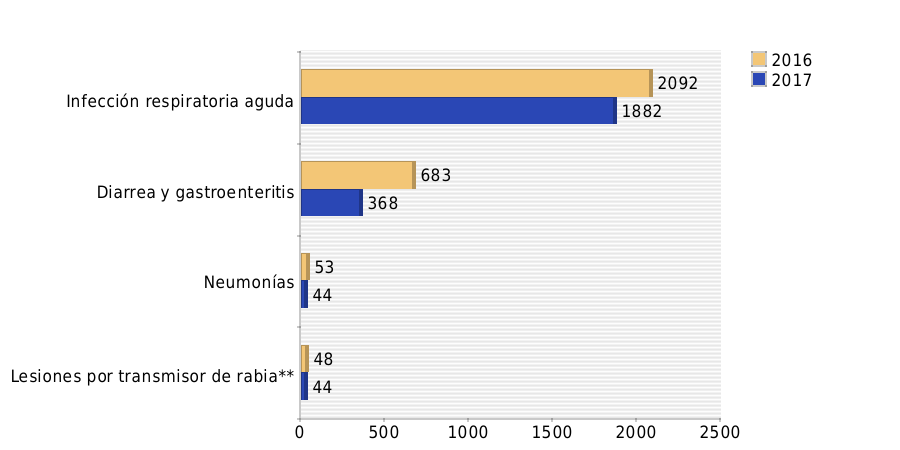 2016
2017
Infección respiratoria aguda
2092
1882
Diarrea y gastroenteritis
683
368
Neumonías
53
44
Lesiones por transmisor de rabia**
48
44
0 500 1000 1500 2000 2500